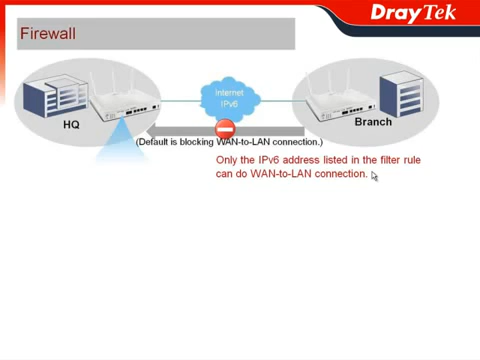 DrayTek
Firewall
Internet
IPv6
HQ
Branch
(Default is blocking WAN-to-LAN connection.)
Only the IPv6 address listed in the filter rule
can do WAN-to-LAN connection.